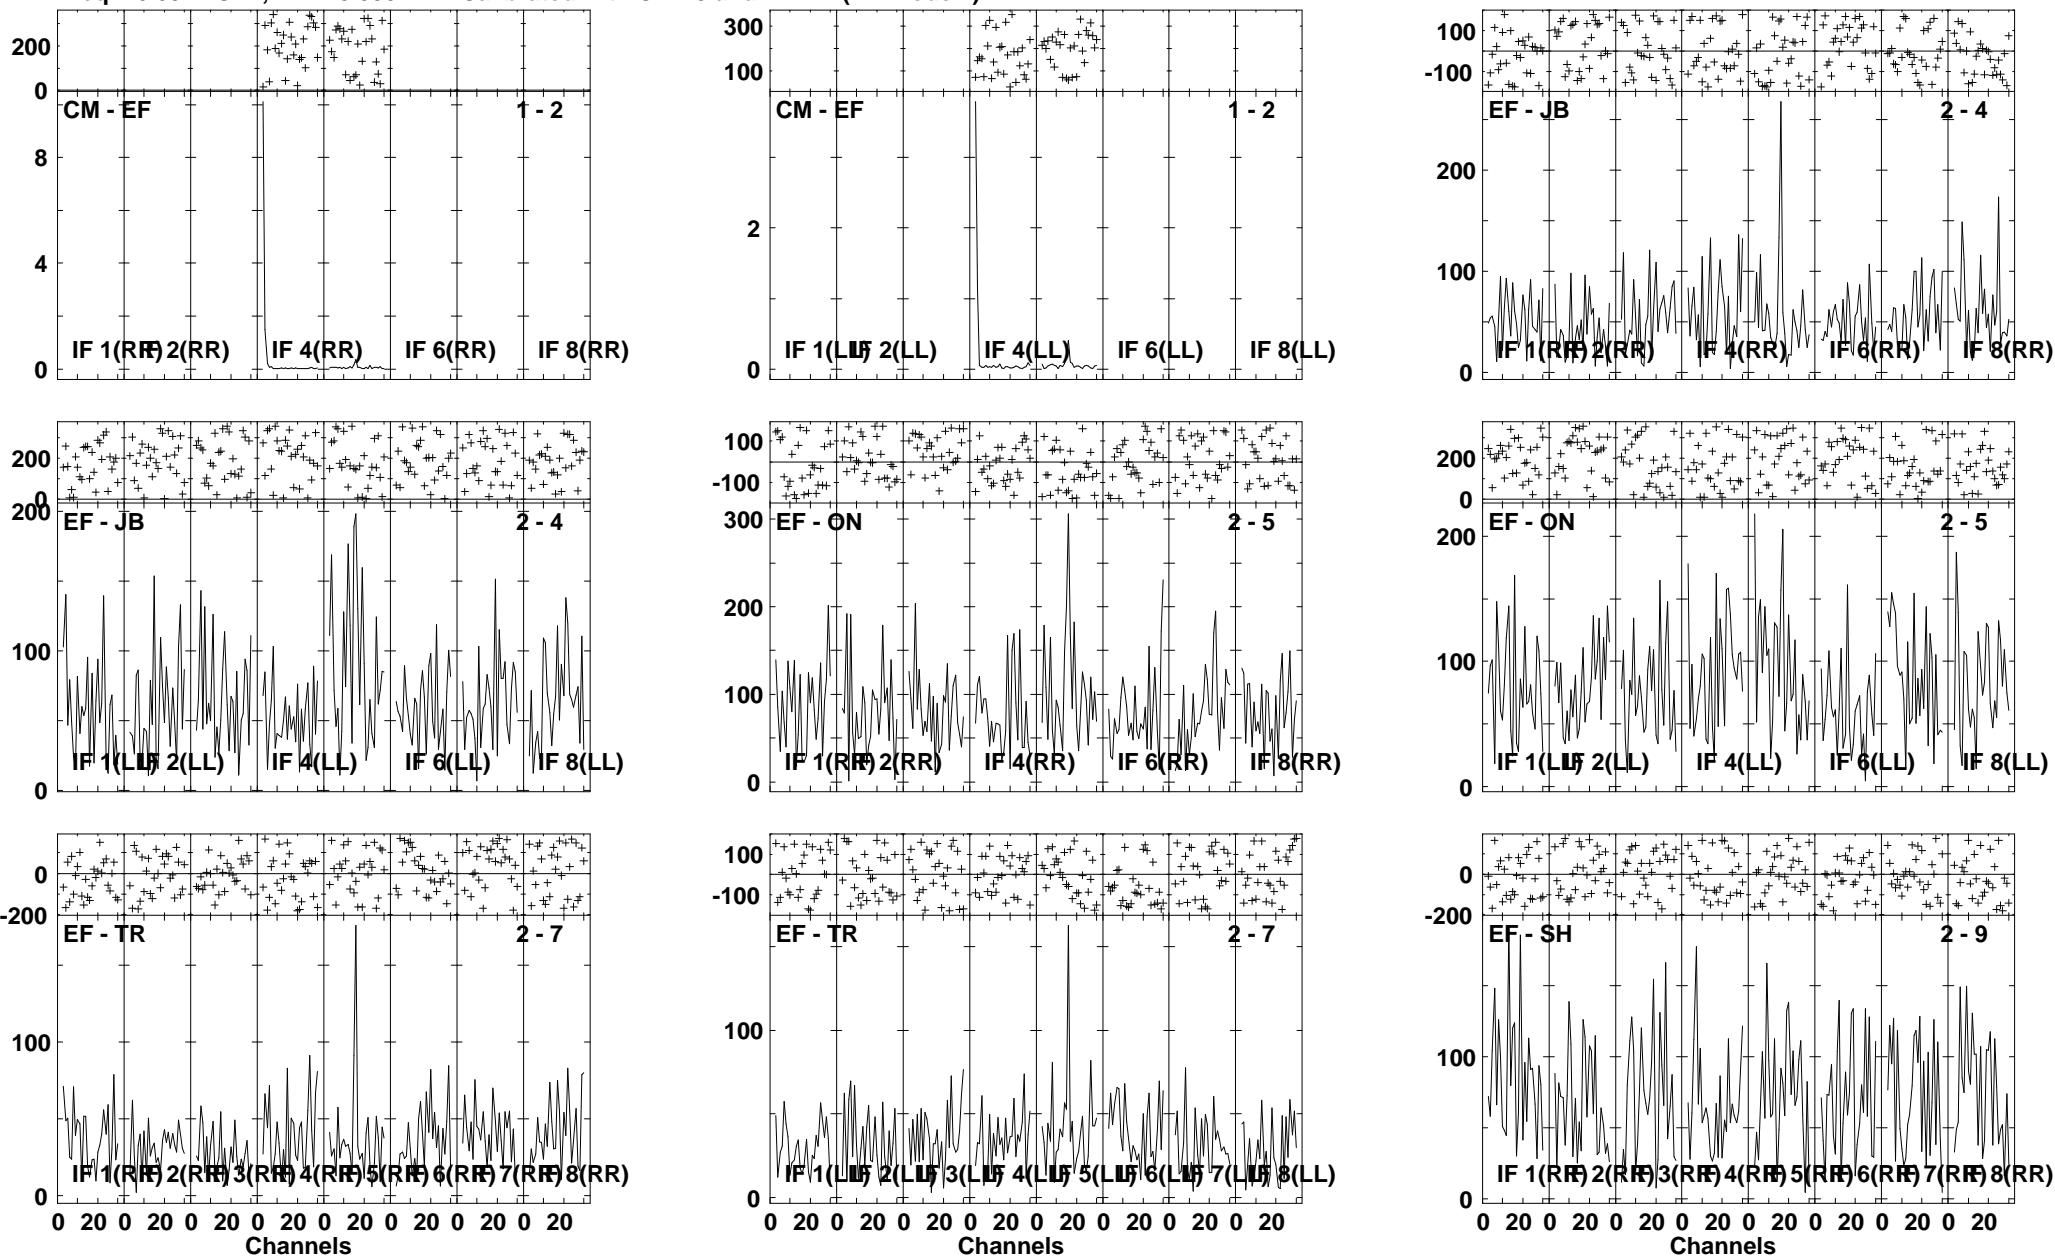 200
0
CM - EF 1 - 2
8
4
0
IF 1(RR) IF 2(RR) IF 4(RR) IF 6(RR) IF 8(RR)
300
100
CM - EF 1 - 2
2
0
IF 1(LL) IF 2(LL) IF 4(LL) IF 6(LL) IF 8(LL)
100
-100
EF - JB 2 - 4
200
100
0
IF 1(RR) IF 2(RR) IF 4(RR) IF 6(RR) IF 8(RR)
200
0
200
EF - JB 2 - 4
100
0
IF 1(LL) IF 2(LL) IF 4(LL) IF 6(LL) IF 8(LL)
100
-100
300
EF - ON 2 - 5
200
100
0
IF 1(RR) IF 2(RR) IF 4(RR) IF 6(RR) IF 8(RR)
200
0
EF - ON 2 - 5
200
100
0
IF 1(LL) IF 2(LL) IF 4(LL) IF 6(LL) IF 8(LL)
0
-200
EF - TR 2 - 7
100
0
IF 1(RR) IF 2(RR) IF 3(RR) IF 4(RR) IF 5(RR) IF 6(RR) IF 7(RR) IF 8(RR)
0 20 0 20 0 20 0 20 0 20 0 20 0 20 0 20
Channels
100
-100
EF - TR 2 - 7
100
0
IF 1(LL) IF 2(LL) IF 3(LL) IF 4(LL) IF 5(LL) IF 6(LL) IF 7(LL) IF 8(LL)
0 20 0 20 0 20 0 20 0 20 0 20 0 20 0 20
Channels
0
-200
EF - SH 2 - 9
100
0
IF 1(RR) IF 2(RR) IF 3(RR) IF 4(RR) IF 5(RR) IF 6(RR) IF 7(RR) IF 8(RR)
0 20 0 20 0 20 0 20 0 20 0 20 0 20 0 20
Channels